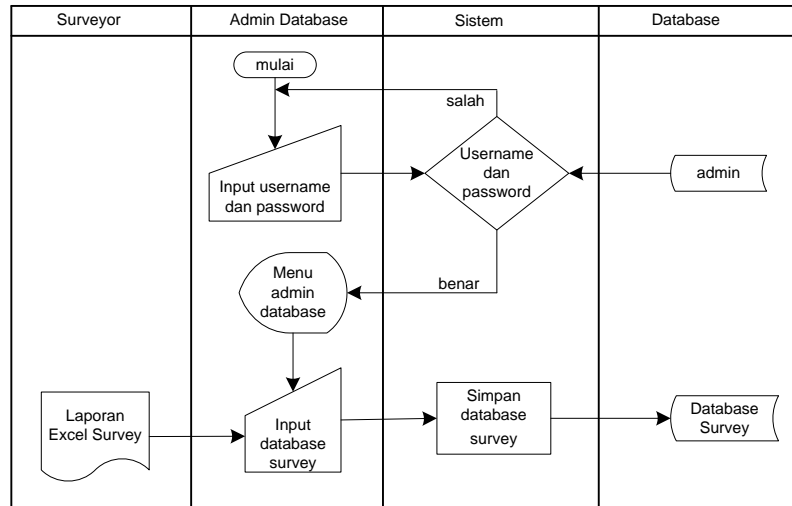 Surveyor
Admin Database
Sistem
Database
mulai
salah
Input username
dan password
Username
dan
password
admin
Menu
admin
database
benar
Laporan
Excel Survey
Input
database
survey
Simpan
database
survey
Database
Survey